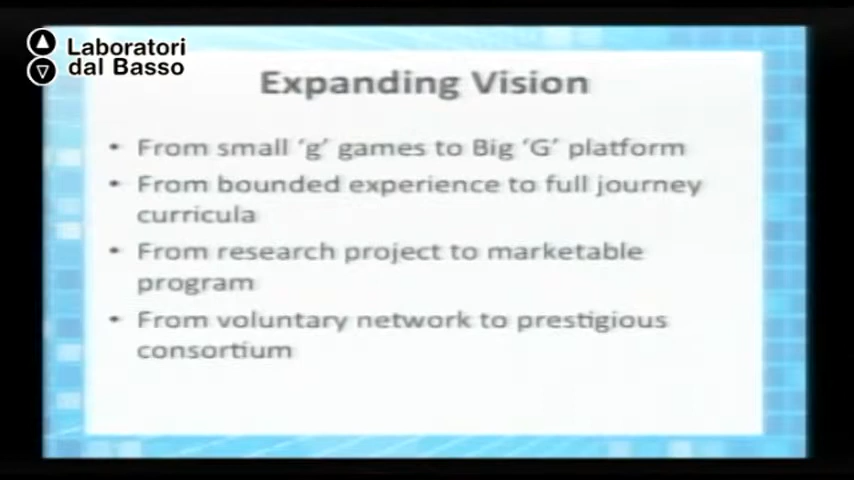 Laboratori
dal Basso
Expanding Vision
• From small ‘g’ games to Big ‘G’ platform
• From bounded experience to full journey
curricula
• From research project to marketable
program
• From voluntary network to prestigious
consortium